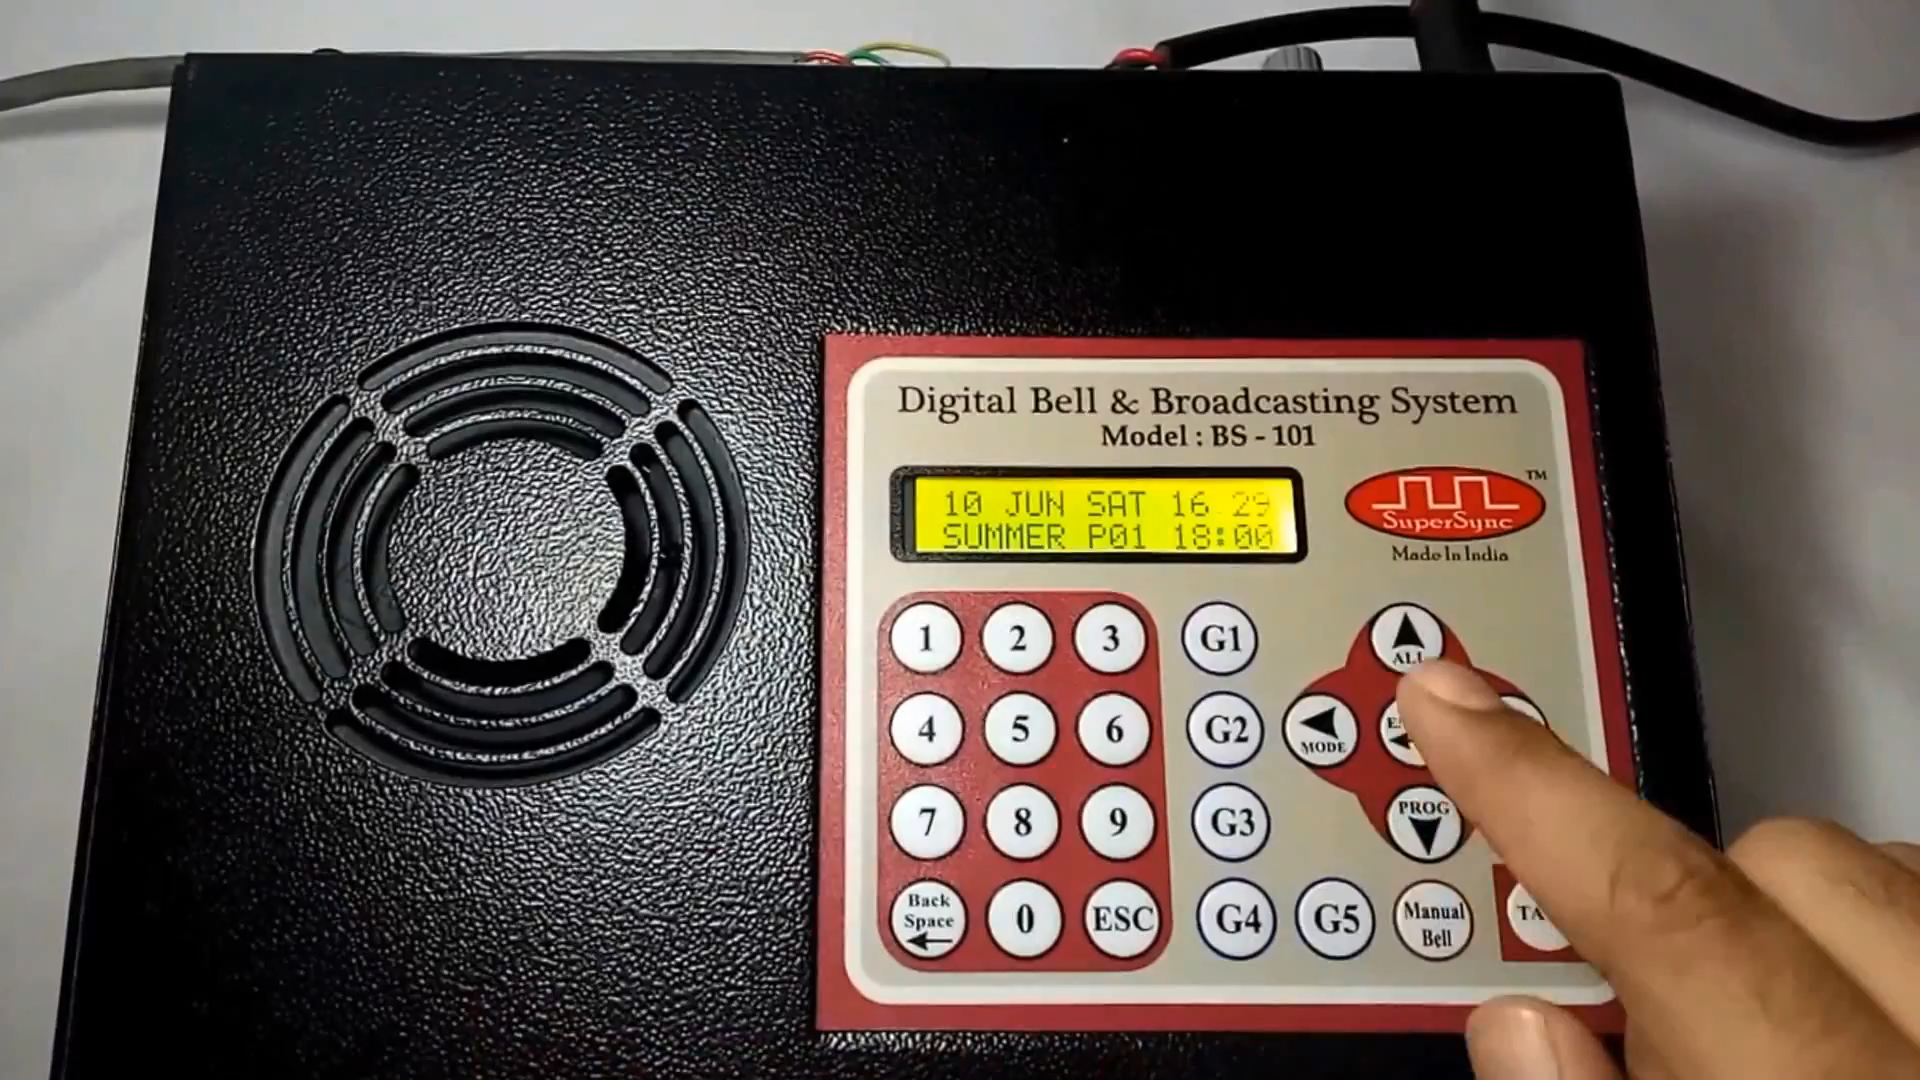 Digital Bell & Broadcasting System
Model : BS - 101
10 JUN SAT 16 29
SUMMER P01 18:00
TM
SuperSync
Made In India
1 2 3 G1 ALL
4 5 6 G2 MODE
7 8 9 G3 PROG
Back Space 0 ESC G4 G5 Manual Bell